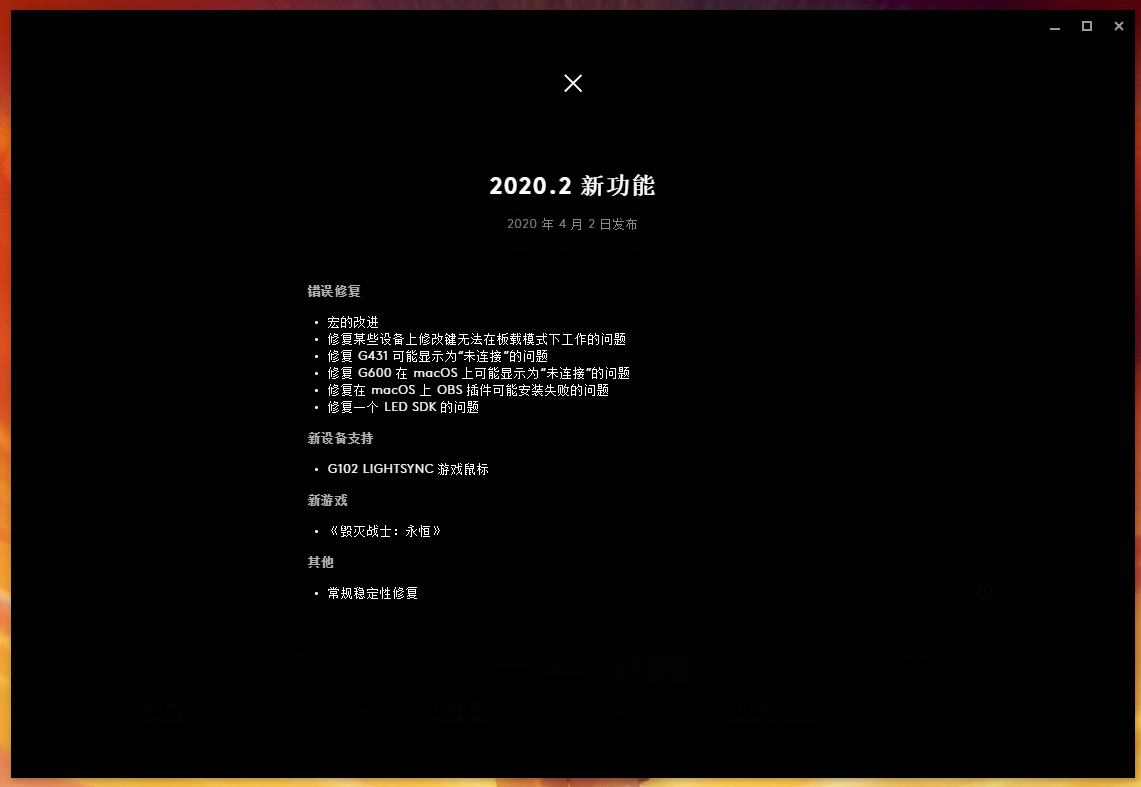 2020.2 新功能
2020 年 4 月 2 日发布
错误修复
• 宏的改进
• 修复某些设备上修改键无法在板载模式下工作的问题
• 修复 G431 可能显示为“未连接”的问题
• 修复 G600 在 macOS 上可能显示为“未连接”的问题
• 修复在 macOS 上 OBS 插件可能安装失败的问题
• 修复一个 LED SDK 的问题
新设备支持
• G102 LIGHTSYNC 游戏鼠标
新游戏
• 《毁灭战士：永恒》
其他
• 常规稳定性修复